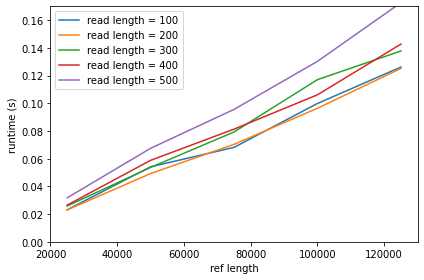 0.16
0.14
0.12
0.10
0.08
0.06
0.04
0.02
0.00
runtime (s)
read length = 100
read length = 200
read length = 300
read length = 400
read length = 500
20000 40000 60000 80000 100000 120000
ref length